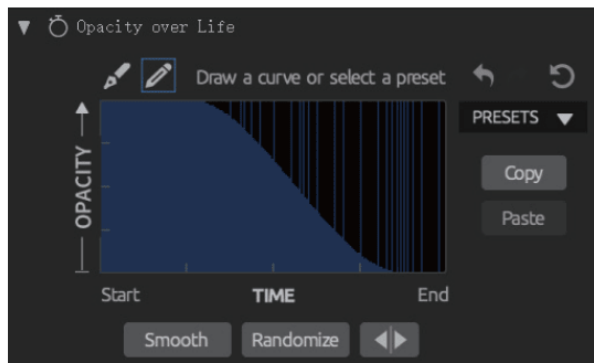 Opacity over Life
Draw a curve or select a preset
PRESETS
OPACITY
Copy
Paste
Start TIME End
Smooth Randomize